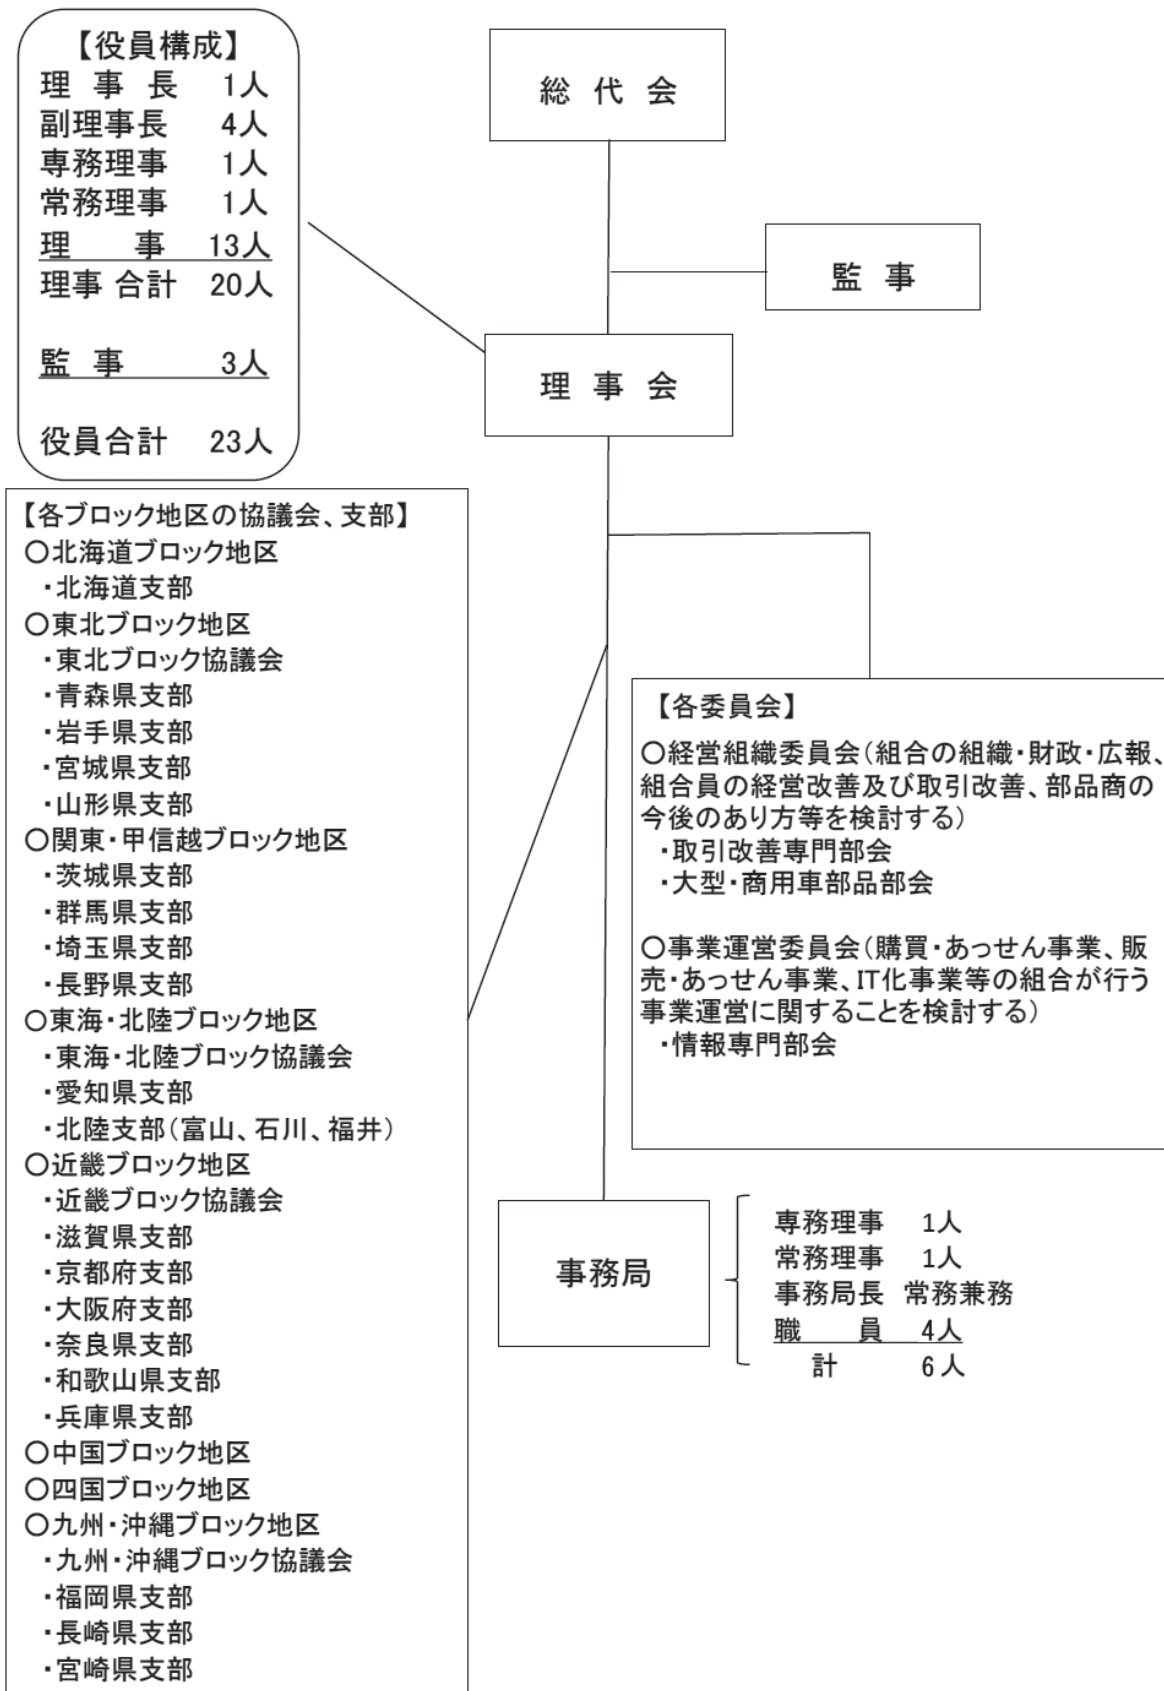 【役員構成】
理 事 長 1人
副理事長 4人
専務理事 1人
常務理事 1人
理 事 13人
理事 合計 20人
監 事 3人
役員合計 23人
総 代 会
監 事
理 事 会
【各ブロック地区の協議会、支部】
〇北海道ブロック地区
・北海道支部
〇東北ブロック地区
・東北ブロック協議会
・青森県支部
・岩手県支部
・宮城県支部
・山形県支部
〇関東・甲信越ブロック地区
・茨城県支部
・群馬県支部
・埼玉県支部
・長野県支部
〇東海・北陸ブロック地区
・東海・北陸ブロック協議会
・愛知県支部
・北陸支部(富山、石川、福井)
〇近畿ブロック地区
・近畿ブロック協議会
・滋賀県支部
・京都府支部
・大阪府支部
・奈良県支部
・和歌山県支部
・兵庫県支部
〇中国ブロック地区
〇四国ブロック地区
〇九州・沖縄ブロック地区
・九州・沖縄ブロック協議会
・福岡県支部
・長崎県支部
・宮崎県支部
【各委員会】
〇経営組織委員会(組合の組織・財政・広報、
組合員の経営改善及び取引改善、部品商の
今後のあり方等を検討する)
・取引改善専門部会
・大型・商用車部品部会
〇事業運営委員会(購買・あっせん事業、販
売・あっせん事業、IT化事業等の組合が行う
事業運営に関することを検討する)
・情報専門部会
事務局
専務理事 1人
常務理事 1人
事務局長 常務兼務
職 員 4人
計 6人